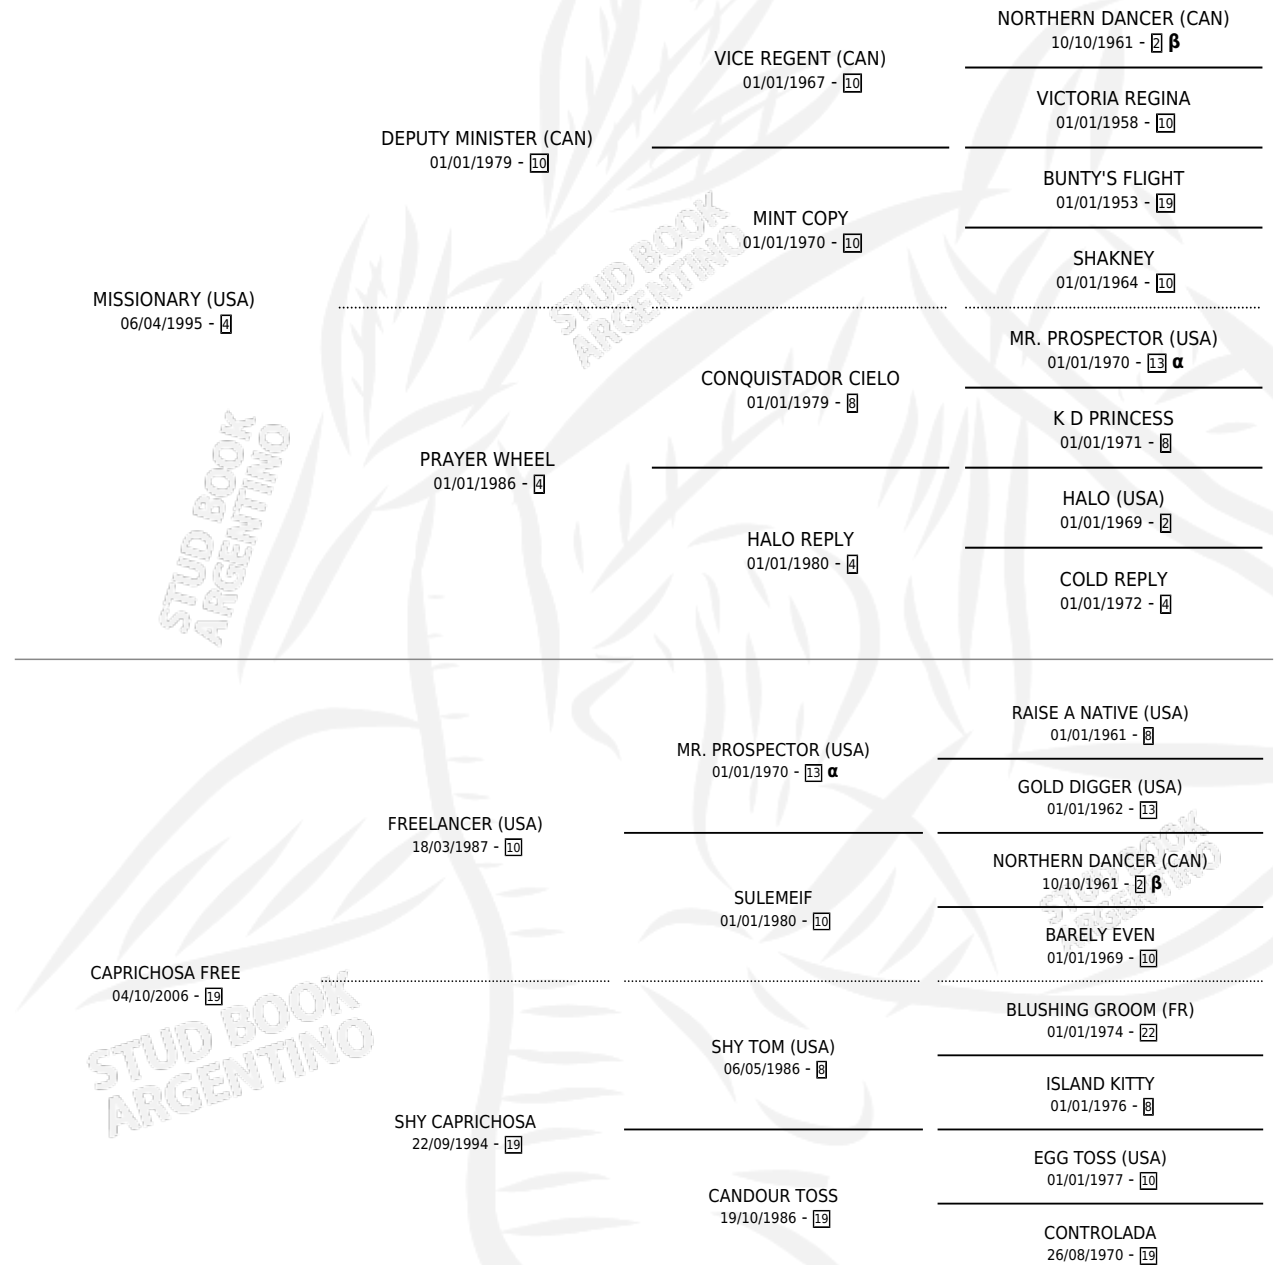 NORTHERN DANCER (CAN)
10/10/1961 - 2 β
VICE REGENT (CAN)
01/01/1967 - 10
VICTORIA REGINA
01/01/1958 - 10
DEPUTY MINISTER (CAN)
01/01/1979 - 10
BUNTY'S FLIGHT
01/01/1953 - 19
MINT COPY
01/01/1970 - 10
SHAKNEY
01/01/1964 - 10
MISSIONARY (USA)
06/04/1995 - 4
MR. PROSPECTOR (USA)
01/01/1970 - 13 α
CONQUISTADOR CIELO
01/01/1979 - 8
K D PRINCESS
01/01/1971 - 8
PRAYER WHEEL
01/01/1986 - 4
HALO (USA)
01/01/1969 - 2
HALO REPLY
01/01/1980 - 4
COLD REPLY
01/01/1972 - 4
RAISE A NATIVE (USA)
01/01/1961 - 8
MR. PROSPECTOR (USA)
01/01/1970 - 13 α
GOLD DIGGER (USA)
01/01/1962 - 13
FREELANCER (USA)
18/03/1987 - 10
NORTHERN DANCER (CAN)
10/10/1961 - 2 β
SULEMEIF
01/01/1980 - 10
BARELY EVEN
01/01/1969 - 10
CAPRICHOSA FREE
04/10/2006 - 19
BLUSHING GROOM (FR)
01/01/1974 - 22
SHY TOM (USA)
06/05/1986 - 8
ISLAND KITTY
01/01/1976 - 8
SHY CAPRICHOSA
22/09/1994 - 19
EGG TOSS (USA)
01/01/1977 - 10
CANDOUR TOSS
19/10/1986 - 19
CONTROLADA
26/08/1970 - 19
STUD BOOK
ARGENTINO
STUD BOOK
ARGENTINO
STUD BOOK
ARGENTINO
STUD BOOK
ARGENTINO